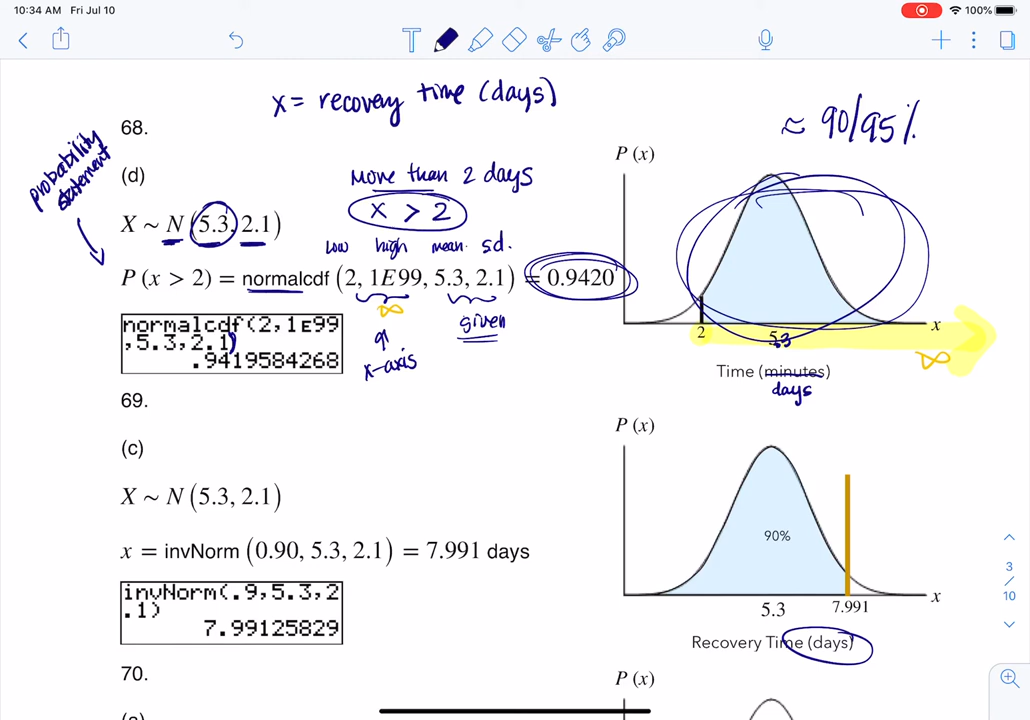 10:34 AM Fri Jul 10
100%
T
x = recovery time (days)
≈ 90/95%
68.
probability
statement
(d)
More than 2 days
x > 2
X ~ N (5.3, 2.1)
low high mean sd.
P (x > 2) = normalcdf (2, 1E99, 5.3, 2.1) = 0.9420
∞
given
x-axis
normalcdf(2,1E99
,5.3,2.1)
.9419584268
P (x)
x
2
5.3
∞
Time (minutes)
days
69.
(c)
X ~ N (5.3, 2.1)
x = invNorm (0.90, 5.3, 2.1) = 7.991 days
invNorm(.9,5.3,2
.1)
7.99125829
P (x)
90%
x
5.3 7.991
Recovery Time (days)
3
/
10
70.
P (x)